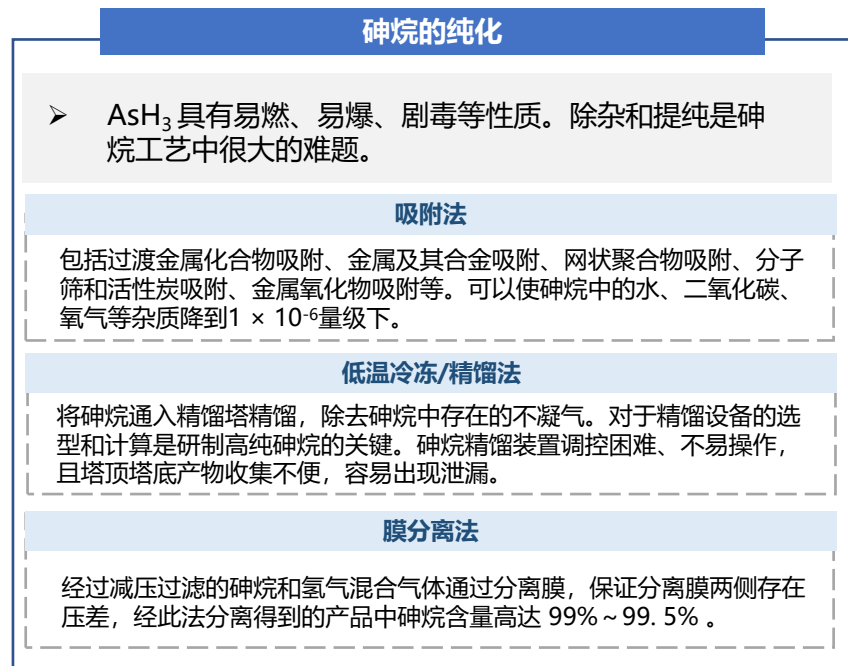 砷烷的纯化
➢ AsH₃具有易燃、易爆、剧毒等性质。除杂和提纯是砷
烷工艺中很大的难题。
吸附法
包括过渡金属化合物吸附、金属及其合金吸附、网状聚合物吸附、分子
筛和活性炭吸附、金属氧化物吸附等。可以使砷烷中的水、二氧化碳、
氧气等杂质降到1 × 10⁻⁶量级下。
低温冷冻/精馏法
将砷烷通入精馏塔精馏，除去砷烷中存在的不凝气。对于精馏设备的选
型和计算是研制高纯砷烷的关键。砷烷精馏装置调控困难、不易操作，
且塔顶塔底产物收集不便，容易出现泄漏。
膜分离法
经过减压过滤的砷烷和氢气混合气体通过分离膜，保证分离膜两侧存在
压差，经此法分离得到的产品中砷烷含量高达 99%～99. 5% 。